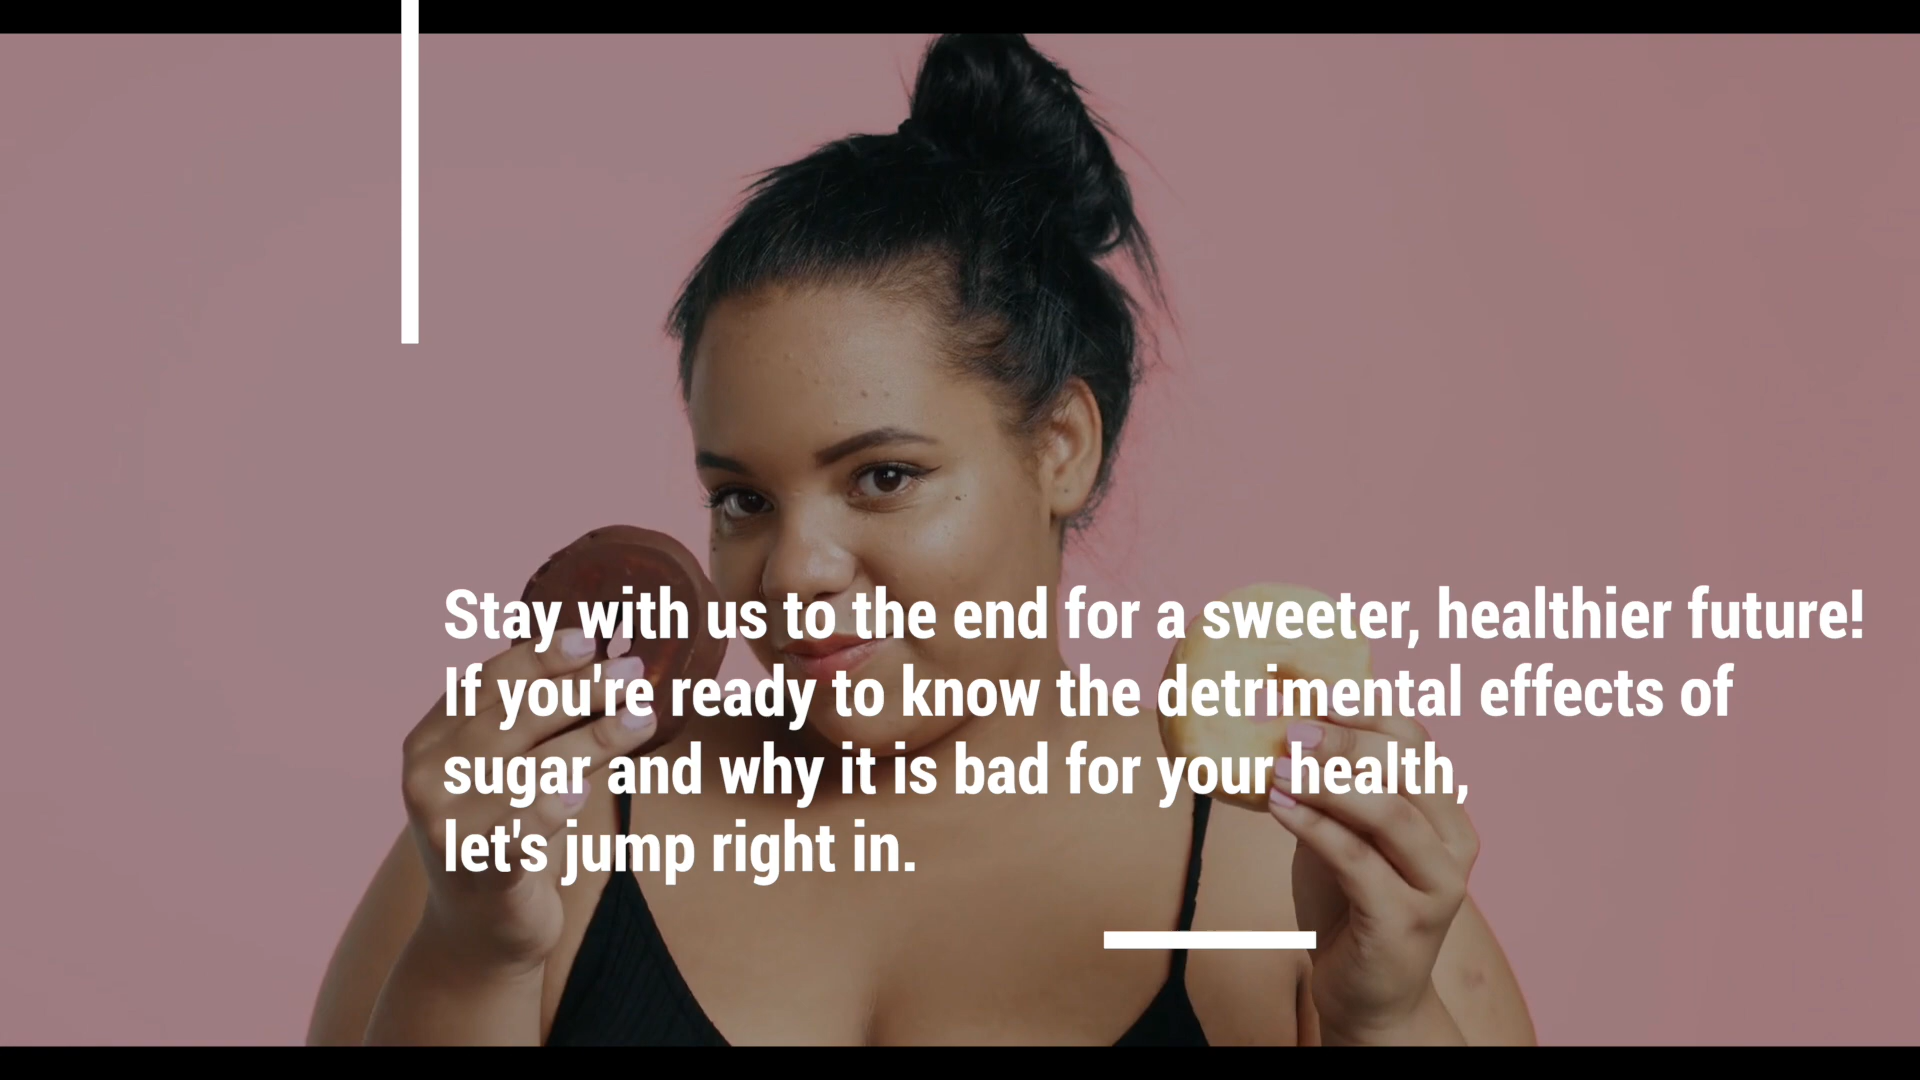 Stay with us to the end for a sweeter, healthier future!
If you're ready to know the detrimental effects of
sugar and why it is bad for your health,
let's jump right in.